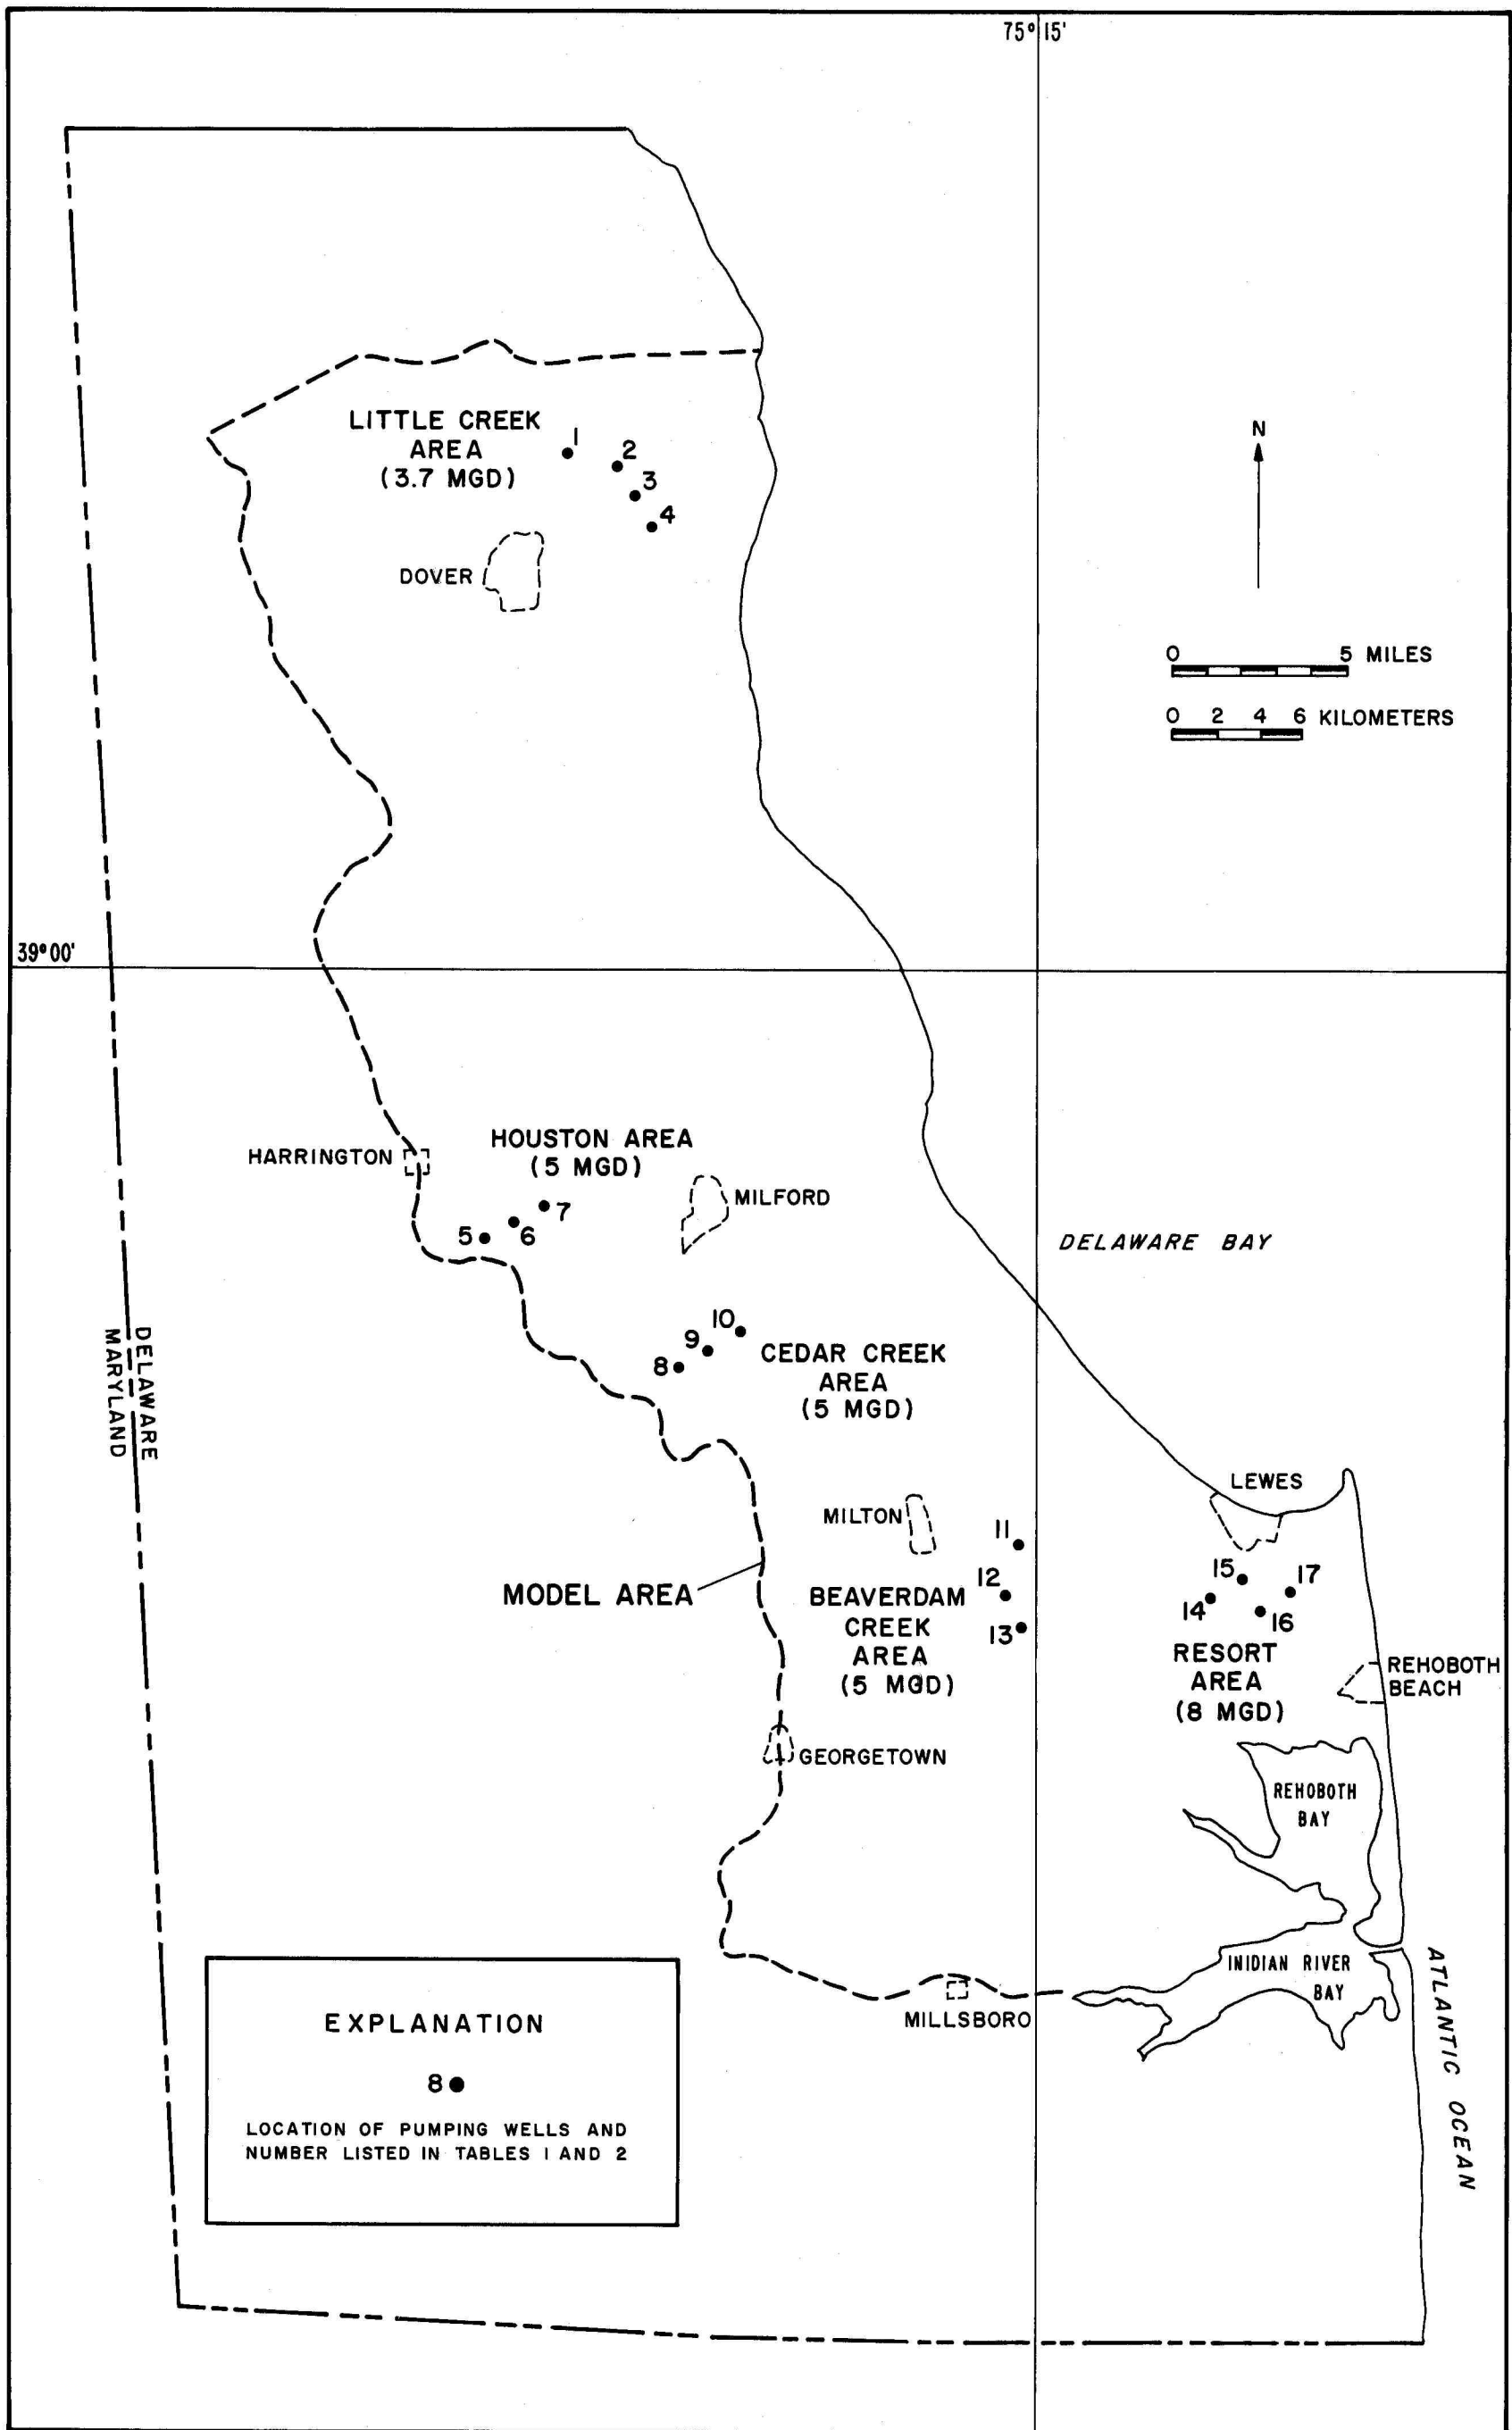 75° 15'
LITTLE CREEK
AREA
(3.7 MGD)
1
2
3
4
N
DOVER
0 5 MILES
0 2 4 6 KILOMETERS
39° 00'
HOUSTON AREA
(5 MGD)
HARRINGTON
MILFORD
7
6
5
DELAWARE BAY
10
9
8
CEDAR CREEK
AREA
(5 MGD)
DELAWARE
MARYLAND
LEWES
MILTON
11
12
13
BEAVERDAM
CREEK
AREA
(5 MGD)
MODEL AREA
15
17
14
16
RESORT
AREA
(8 MGD)
REHOBOTH
BEACH
GEORGETOWN
REHOBOTH
BAY
INIDIAN RIVER
BAY
MILLSBORO
ATLANTIC OCEAN
EXPLANATION
8
LOCATION OF PUMPING WELLS AND
NUMBER LISTED IN TABLES 1 AND 2